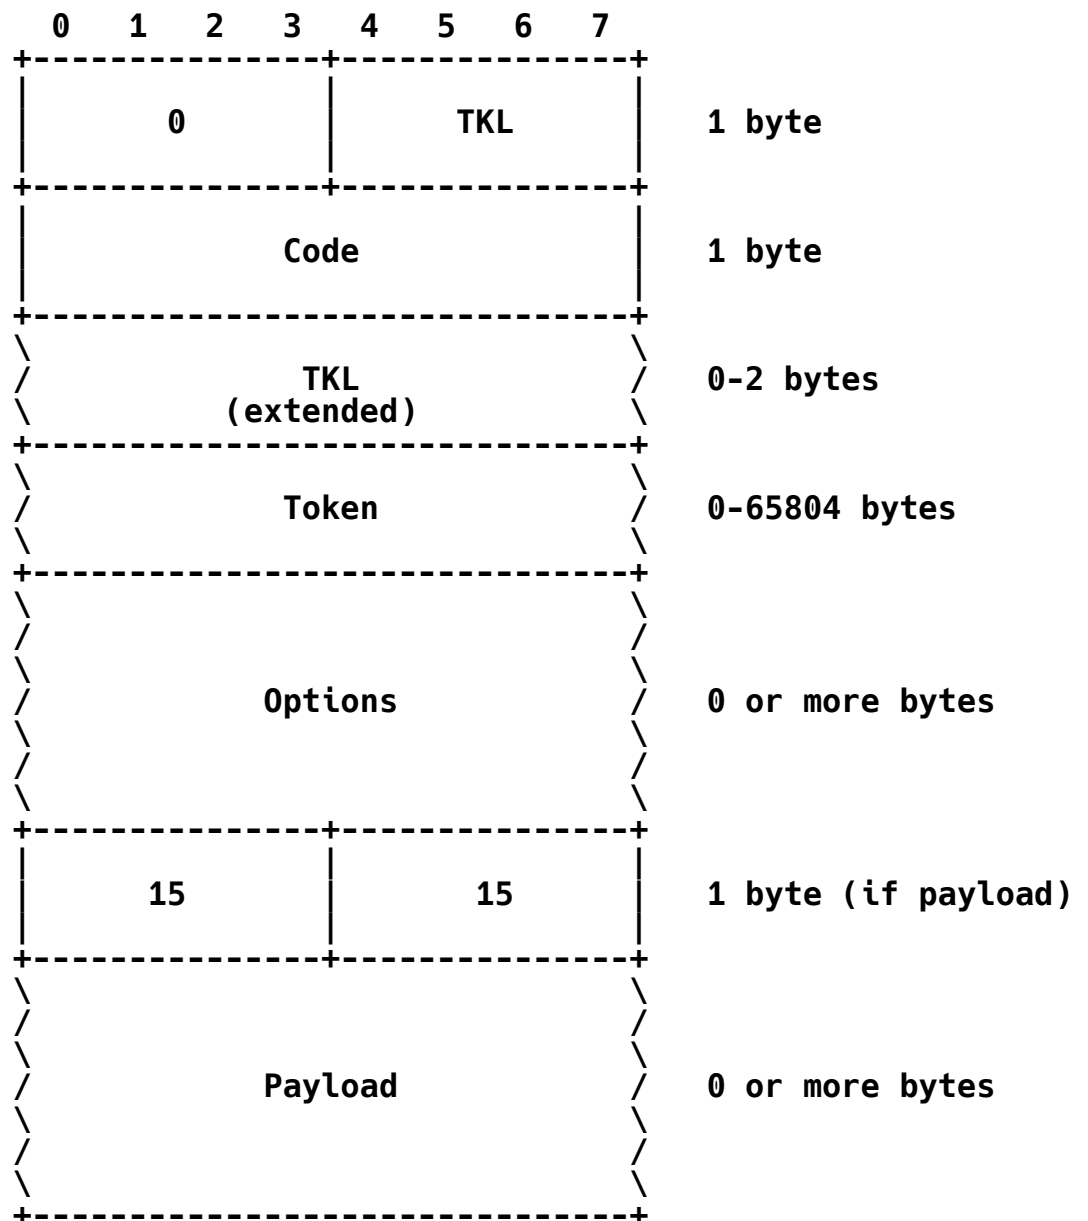 0 1 2 3 4 5 6 7
0 TKL 1 byte
Code 1 byte
TKL 0-2 bytes
(extended)
Token 0-65804 bytes
Options 0 or more bytes
15 15 1 byte (if payload)
Payload 0 or more bytes